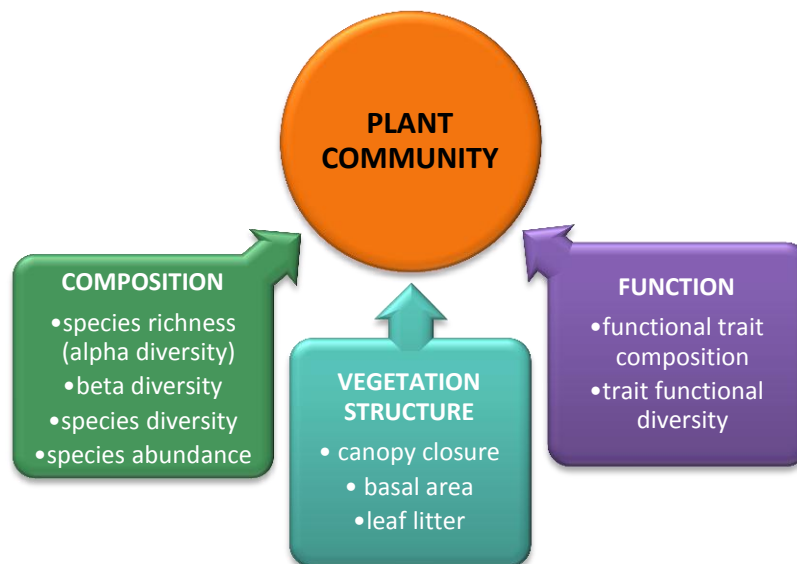 PLANT
COMMUNITY
COMPOSITION
•species richness
(alpha diversity)
•beta diversity
•species diversity
•species abundance
VEGETATION
STRUCTURE
• canopy closure
• basal area
•leaf litter
FUNCTION
•functional trait
composition
•trait functional
diversity